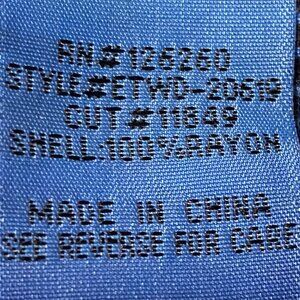 RN#126260
STYLE#ETWD-20619
CUT#11849
SHELL:100%RAYON
MADE IN CHINA
SEE REVERSE FOR CARE